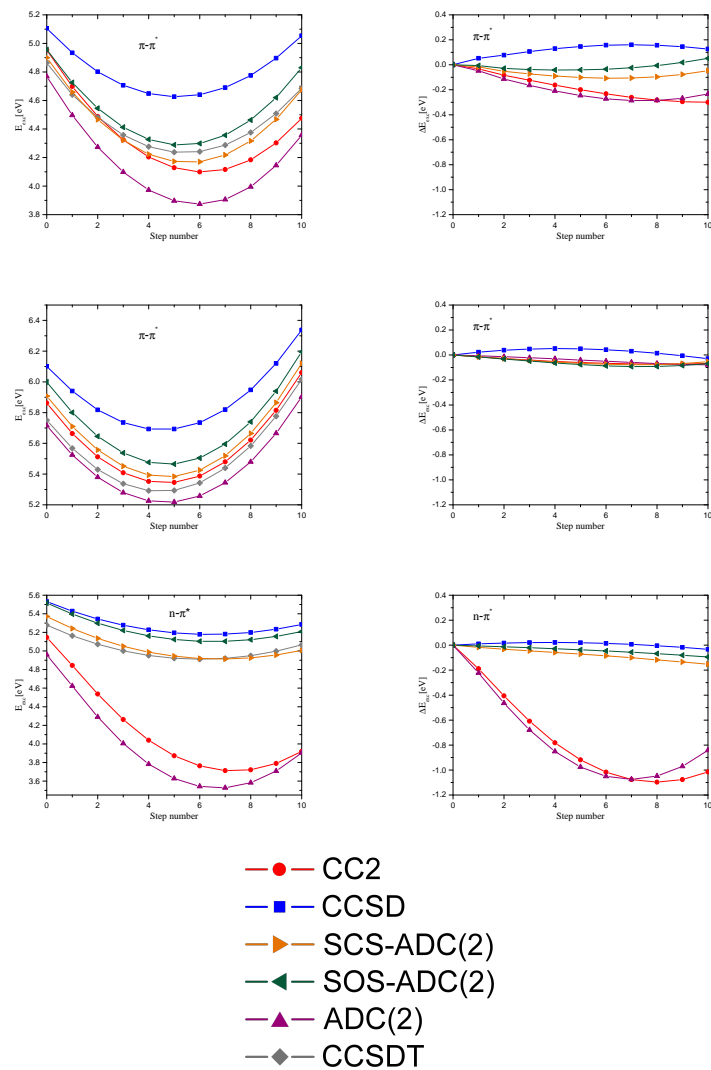 5.2
5.0
4.8
4.6
4.4
4.2
4.0
3.8
E_exc[eV]
π-π*
0 2 4 6 8 10
Step number
0.4
0.2
0.0
-0.2
-0.4
-0.6
-0.8
-1.0
-1.2
ΔE_exc[eV]
π-π*
0 2 4 6 8 10
Step number
6.4
6.2
6.0
5.8
5.6
5.4
5.2
E_exc[eV]
π-π*
0 2 4 6 8 10
Step number
0.4
0.2
0.0
-0.2
-0.4
-0.6
-0.8
-1.0
-1.2
ΔE_exc[eV]
π-π*
0 2 4 6 8 10
Step number
5.6
5.4
5.2
5.0
4.8
4.6
4.4
4.2
4.0
3.8
3.6
E_exc[eV]
n-π*
0 2 4 6 8 10
Step number
0.4
0.2
0.0
-0.2
-0.4
-0.6
-0.8
-1.0
-1.2
ΔE_exc[eV]
n-π*
0 2 4 6 8 10
Step number
CC2
CCSD
SCS-ADC(2)
SOS-ADC(2)
ADC(2)
CCSDT